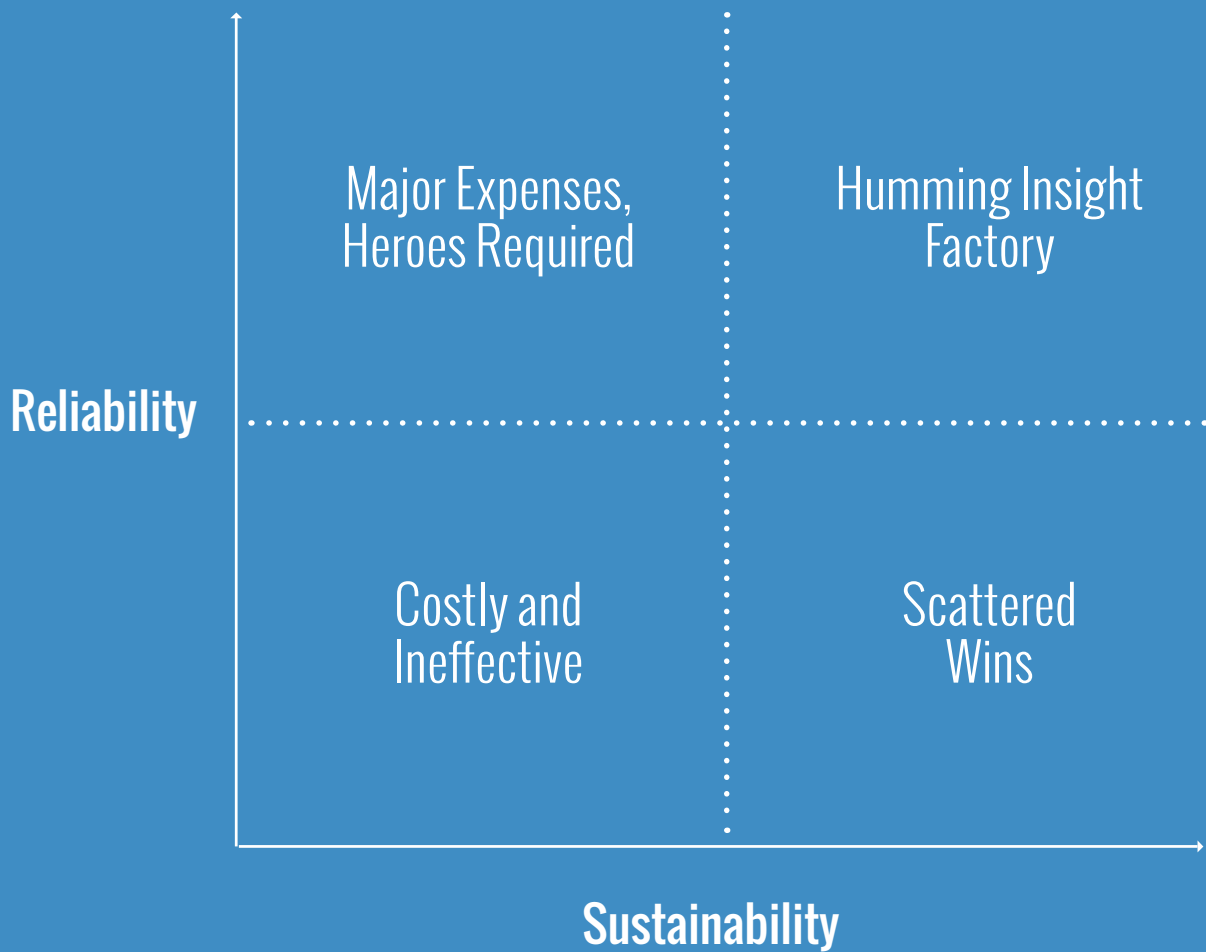 Major Expenses,
Heroes Required
Humming Insight
Factory
Reliability
Costly and
Ineffective
Scattered
Wins
Sustainability